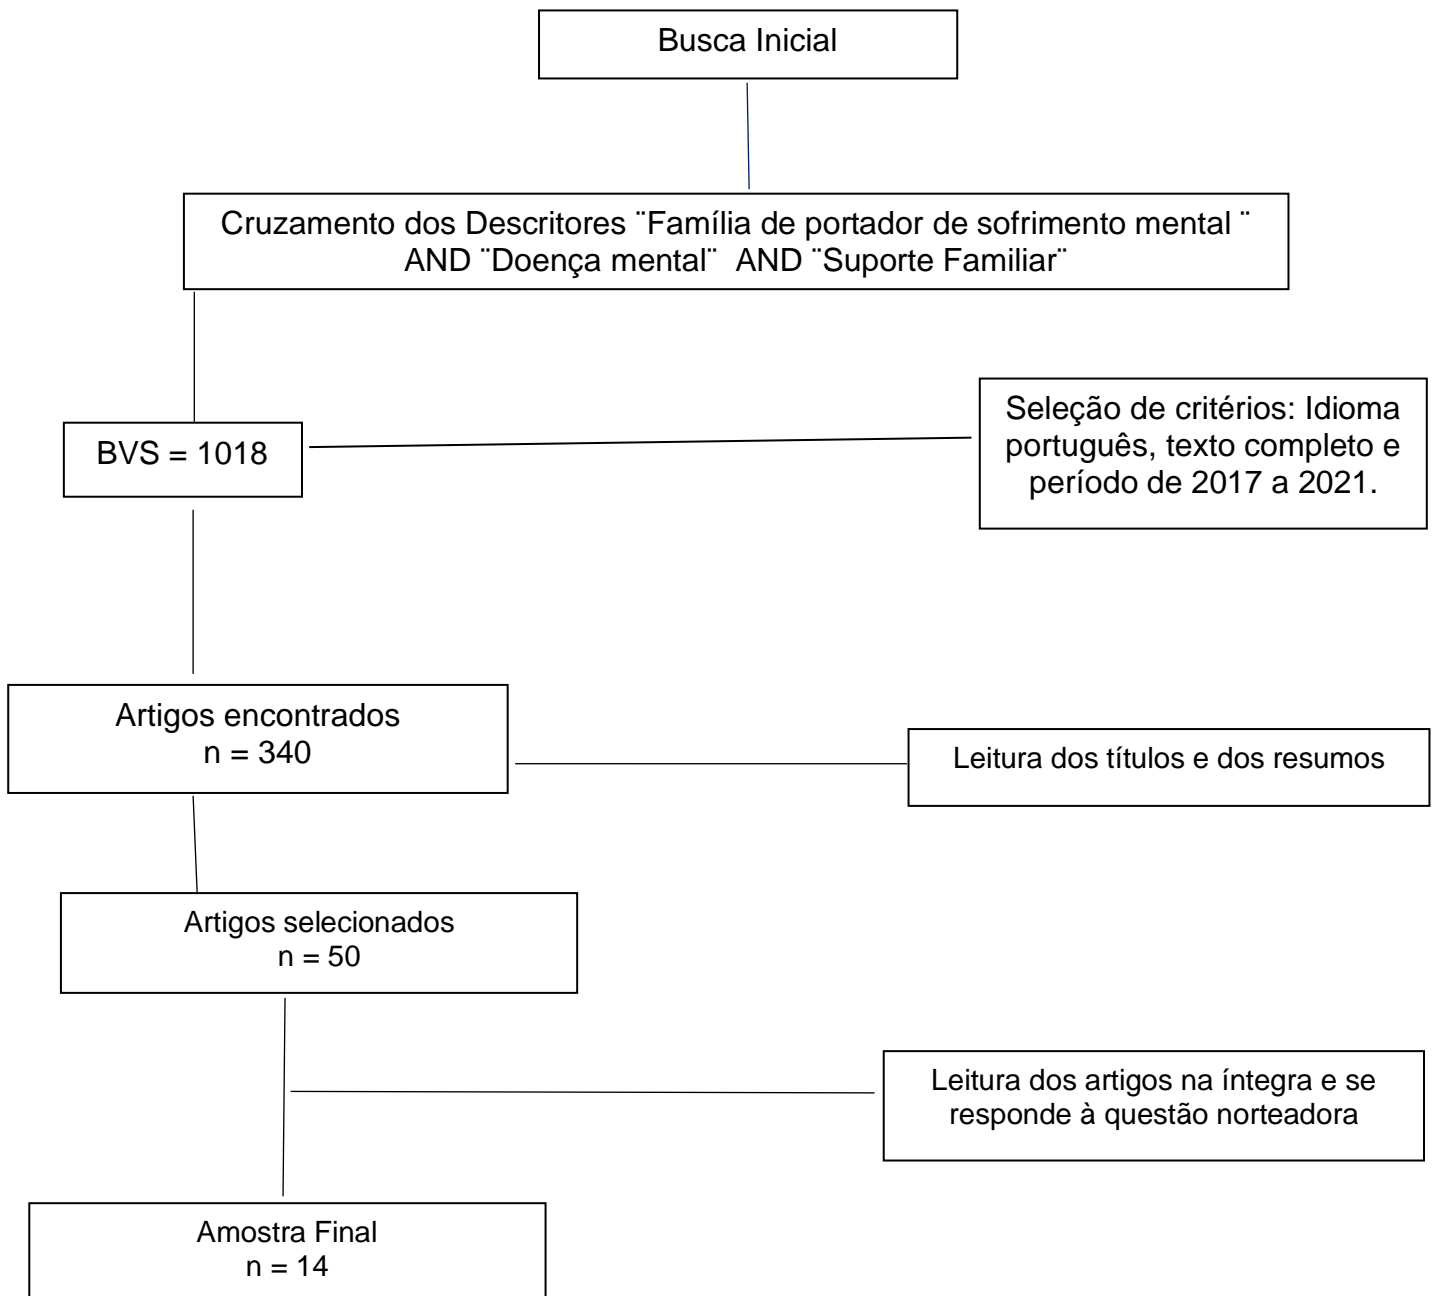 Busca Inicial
Cruzamento dos Descritores ¨Família de portador de sofrimento mental ¨
AND ¨Doença mental¨ AND ¨Suporte Familiar¨
BVS = 1018
Seleção de critérios: Idioma
português, texto completo e
período de 2017 a 2021.
Artigos encontrados
n = 340
Leitura dos títulos e dos resumos
Artigos selecionados
n = 50
Leitura dos artigos na íntegra e se
responde à questão norteadora
Amostra Final
n = 14